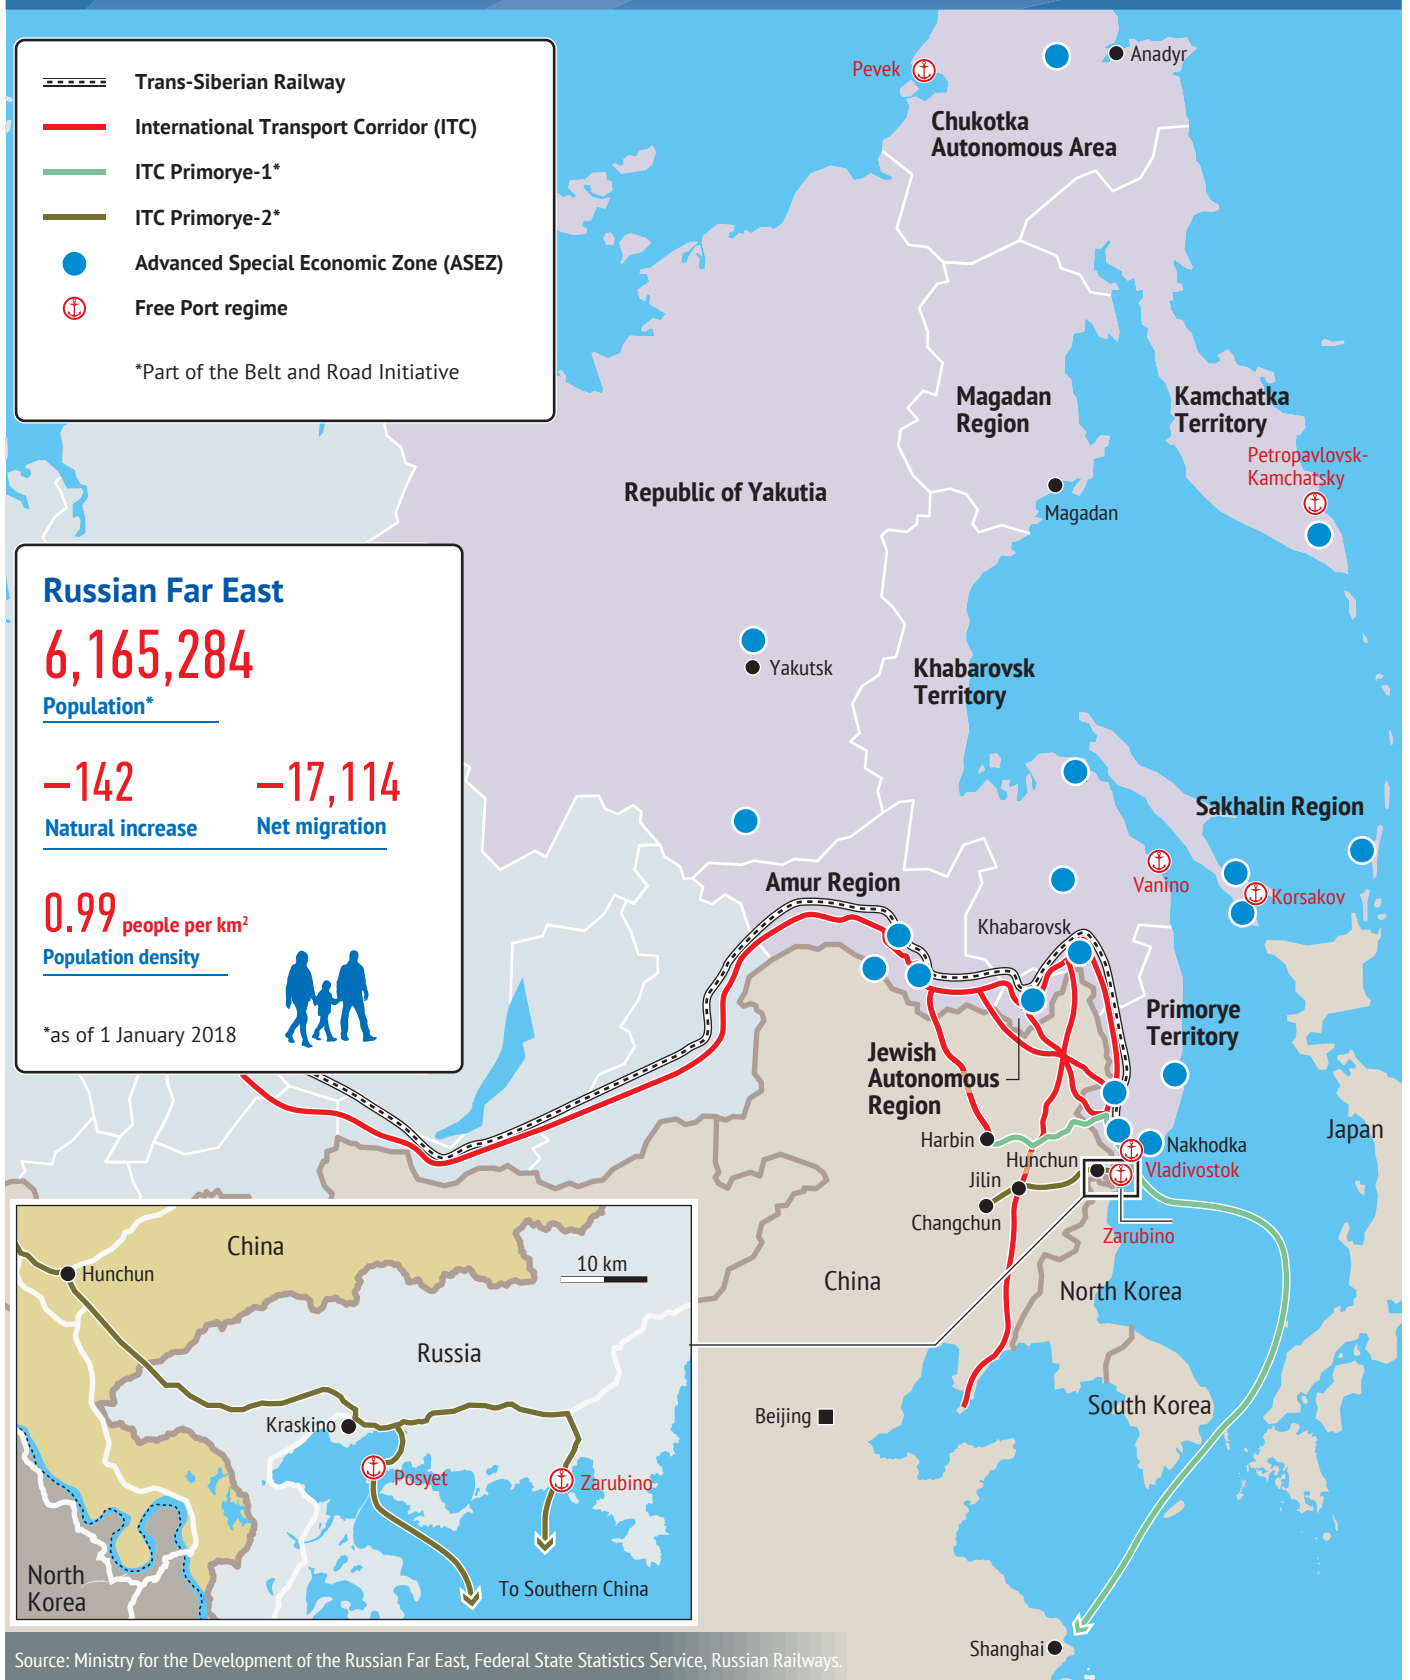 Trans-Siberian Railway
International Transport Corridor (ITC)
ITC Primorye-1*
ITC Primorye-2*
Advanced Special Economic Zone (ASEZ)
Free Port regime
*Part of the Belt and Road Initiative
Pevek
Anadyr
Chukotka
Autonomous Area
Magadan
Region
Kamchatka
Territory
Petropavlovsk-
Kamchatsky
Republic of Yakutia
Magadan
Russian Far East
6,165,284
Population*
–142
Natural increase
–17,114
Net migration
0.99 people per km²
Population density
*as of 1 January 2018
Yakutsk
Khabarovsk
Territory
Sakhalin Region
Amur Region
Vanino
Korsakov
Khabarovsk
Primorye
Territory
Jewish
Autonomous
Region
Harbin
Hunchun
Jilin
Changchun
Nakhodka
Vladivostok
Zarubino
Japan
China
North Korea
South Korea
Beijing
Shanghai
China
10 km
Hunchun
Russia
Kraskino
Posyet
Zarubino
North
Korea
To Southern China
Source: Ministry for the Development of the Russian Far East, Federal State Statistics Service, Russian Railways.